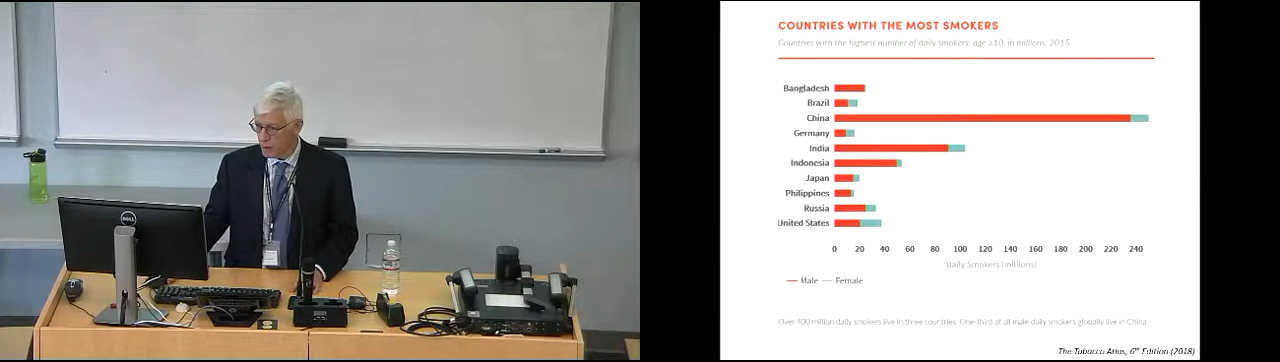 DELL
COUNTRIES WITH THE MOST SMOKERS
Countries with the highest number of daily smokers: age ≥10, in millions, 2015
Bangladesh
Brazil
China
Germany
India
Indonesia
Japan
Philippines
Russia
United States
0 20 40 60 80 100 120 140 160 180 200 220 240
Daily Smokers (millions)
Male Female
Over 400 million daily smokers live in three countries. One-third of all male daily smokers globally live in China.
The Tobacco Atlas, 6th Edition (2018)